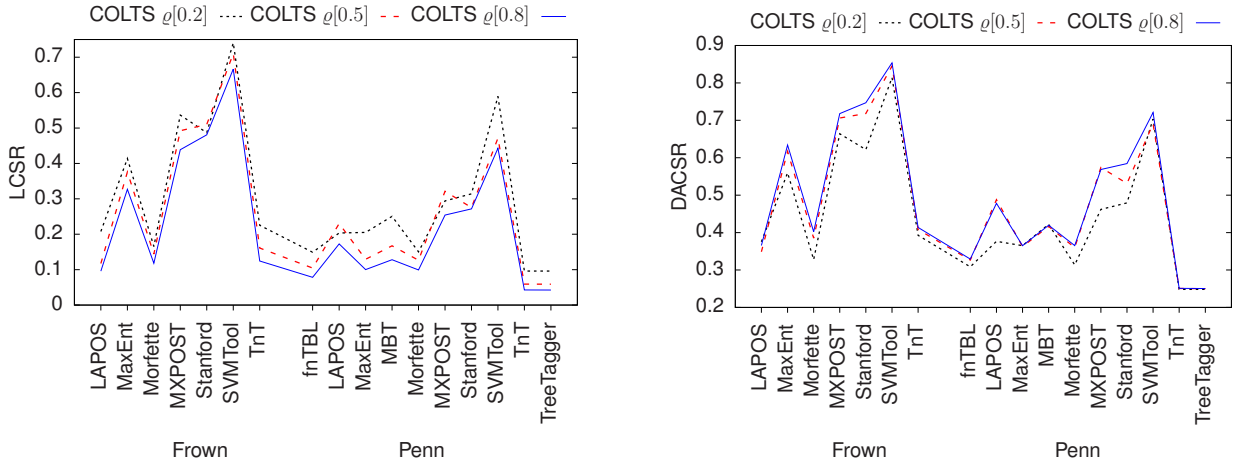 COLTS ϱ[0.2] COLTS ϱ[0.5] COLTS ϱ[0.8]
LCSR
0.7
0.6
0.5
0.4
0.3
0.2
0.1
0
LAPOS
MaxEnt
Morfette
MXPOST
Stanford
SVMTool
TnT
fnTBL
LAPOS
MaxEnt
MBT
Morfette
MXPOST
Stanford
SVMTool
TnT
TreeTagger
Frown Penn
COLTS ϱ[0.2] COLTS ϱ[0.5] COLTS ϱ[0.8]
DACSR
0.9
0.8
0.7
0.6
0.5
0.4
0.3
0.2
LAPOS
MaxEnt
Morfette
MXPOST
Stanford
SVMTool
TnT
fnTBL
LAPOS
MaxEnt
MBT
Morfette
MXPOST
Stanford
SVMTool
TnT
TreeTagger
Frown Penn